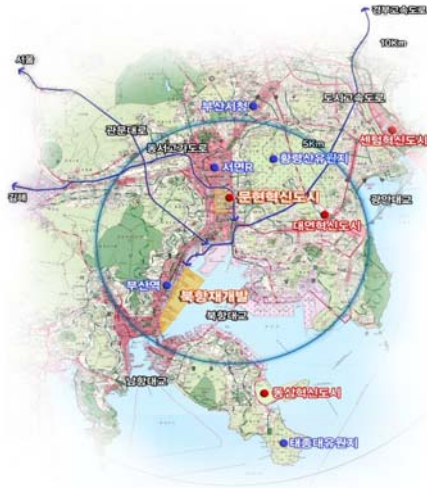 경부고속도로
10Km
서울
부산시청
도시고속도로
센텀혁신도시
관문대로
5Km
동서고가도로
서면R
황령산유원지
김해
문현혁신도시
광안대교
대연혁신도시
부산역
북항재개발
북항대교
남항대교
동삼혁신도시
태종대유원지